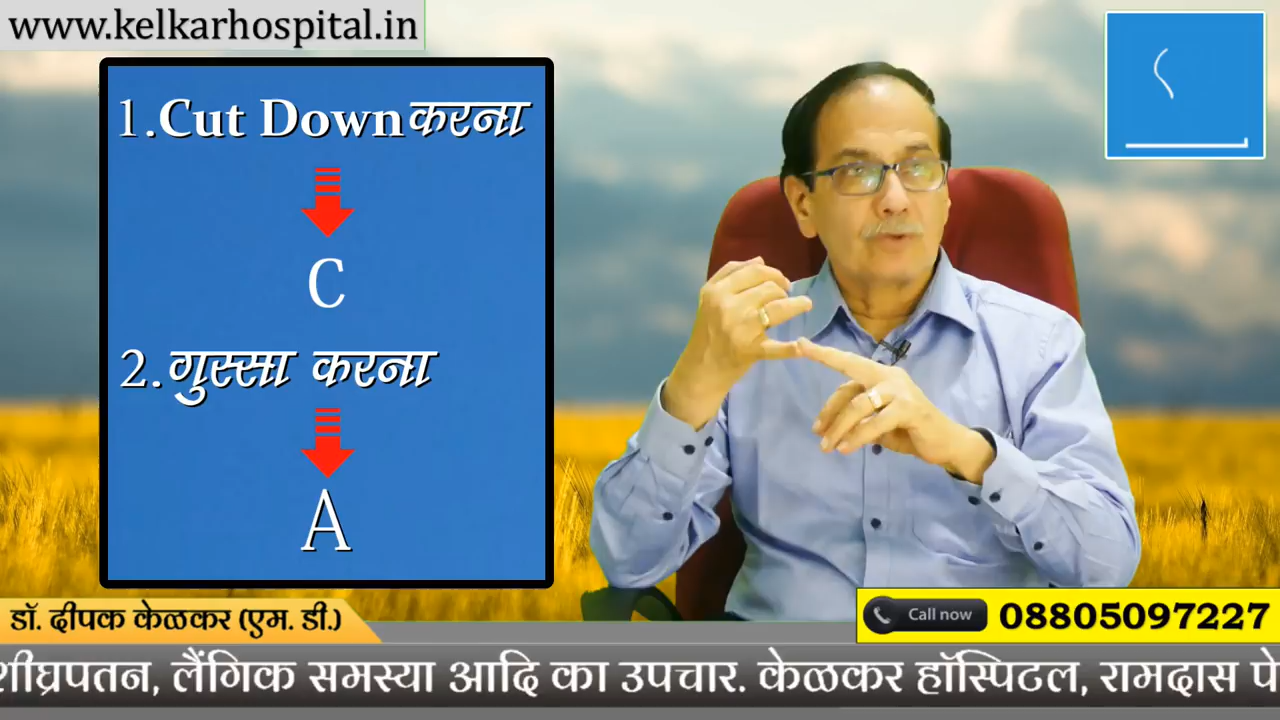 www.kelkarhospital.in
1.Cut Downकरना
C
2.गुस्सा करना
A
डॉ. दीपक केळकर (एम. डी.)
Call now 08805097227
शीघ्रपतन, लैंगिक समस्या आदि का उपचार. केळकर हॉस्पिटल, रामदास पे